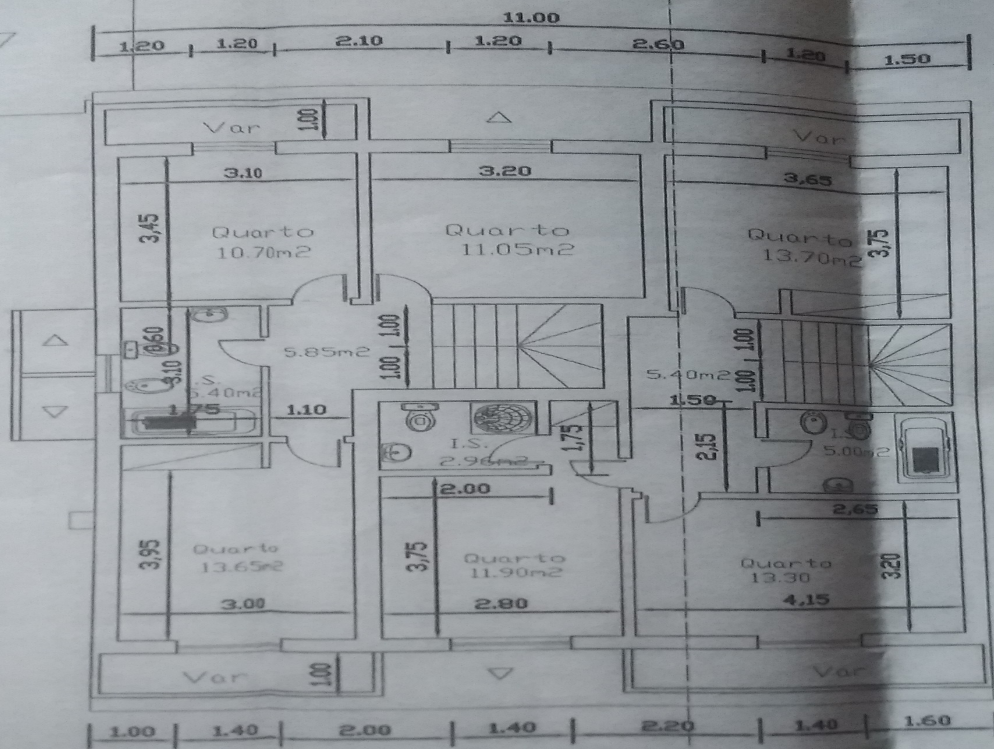 11.00
1.20 1.20 2.10 1.20 2.60 1.20 1.50
Var 1.00 Var
3.10 3.20 3,65
3,45 Quarto Quarto Quarto 3,75
10.70m2 11.05m2 13.70m2
1.00 1.00
5.85m2 5.40m2
3.10 1.00 1.00
1.75 1.10 1.50
I.S. 1,75 2,15 5.00m2
2.96m2
2.00 2,65
3,95 Quarto 3,75 Quarto Quarto 3.20
13.65m2 11.90m2 13.30
3.00 2.80 4,15
Var 1.00 Var
1.00 1.40 2.00 1.40 2.20 1.40 1.60